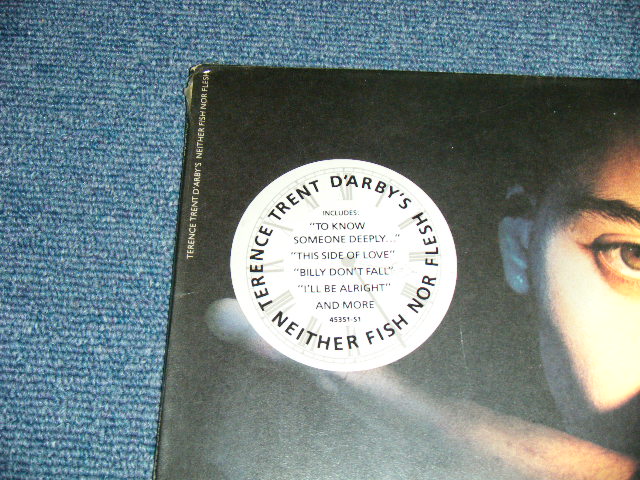 TERENCE TRENT D'ARBY'S NEITHER FISH NOR FLESH
TERENCE TRENT D'ARBY'S
NEITHER FISH NOR FLESH
INCLUDES:
"TO KNOW
SOMEONE DEEPLY..."
"THIS SIDE OF LOVE"
"BILLY DON'T FALL"
"I'LL BE ALRIGHT"
AND MORE
45351-S1